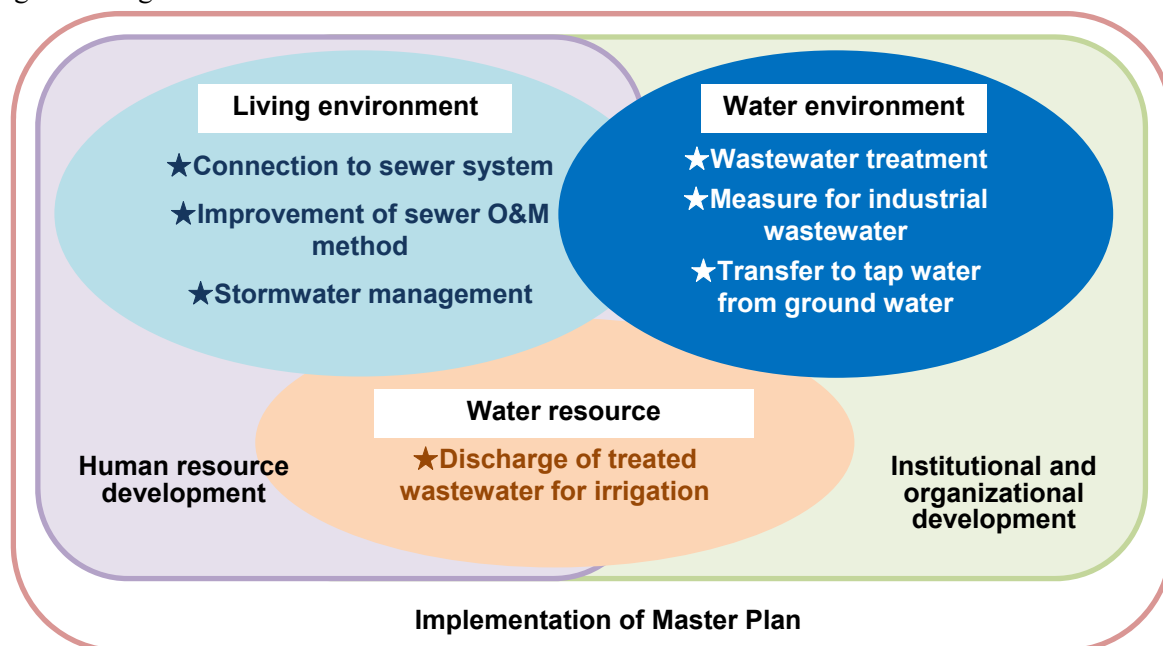 Living environment
★Connection to sewer system
★Improvement of sewer O&M
method
★Stormwater management
Water environment
★Wastewater treatment
★Measure for industrial
wastewater
★Transfer to tap water
from ground water
Water resource
★Discharge of treated
wastewater for irrigation
Human resource
development
Institutional and
organizational
development
Implementation of Master Plan